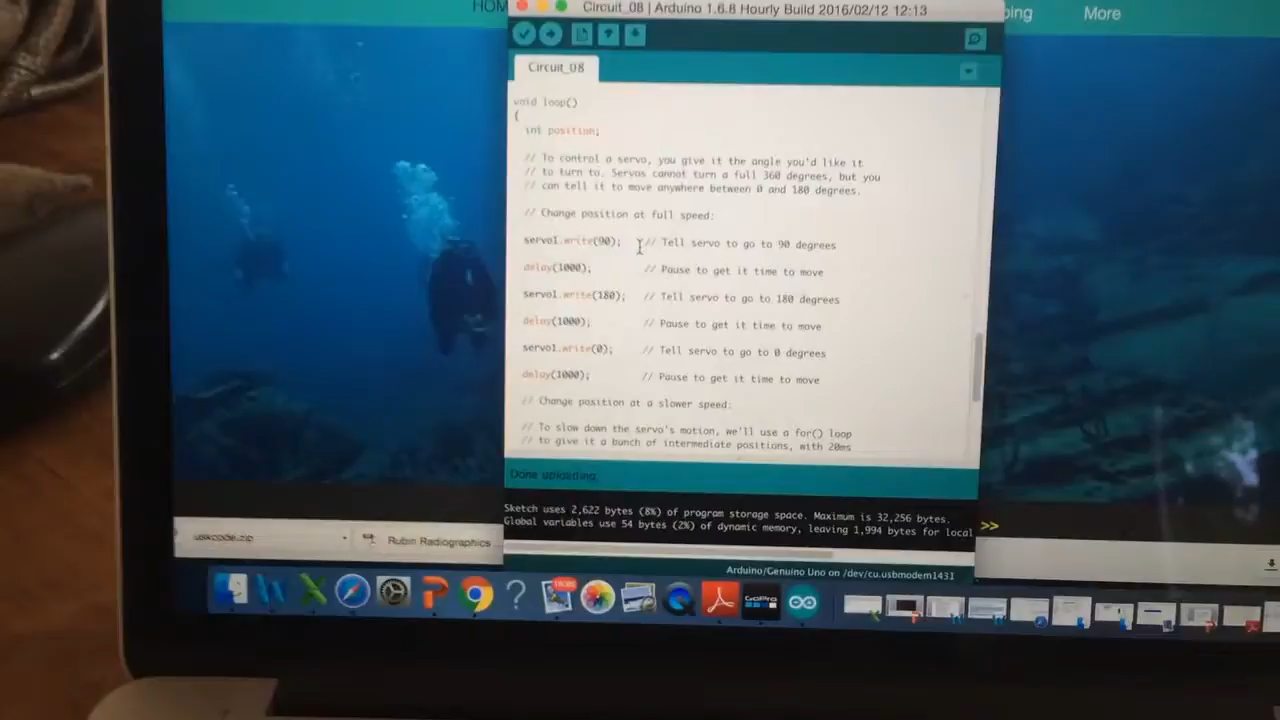 HOM
Circuit_08 | Arduino 1.6.8 Hourly Build 2016/02/12 12:13
ping
More
Circuit_08
void loop()
{
int position;
// To control a servo, you give it the angle you'd like it
// to turn to. Servos cannot turn a full 360 degrees, but you
// can tell it to move anywhere between 0 and 180 degrees.
// Change position at full speed:
servo1.write(90); // Tell servo to go to 90 degrees
delay(1000); // Pause to get it time to move
servo1.write(180); // Tell servo to go to 180 degrees
delay(1000); // Pause to get it time to move
servo1.write(0); // Tell servo to go to 0 degrees
delay(1000); // Pause to get it time to move
// Change position at a slower speed:
// To slow down the servo's motion, we'll use a for() loop
// to give it a bunch of intermediate positions, with 20ms
Done uploading.
Sketch uses 2,622 bytes (8%) of program storage space. Maximum is 32,256 bytes.
Global variables use 54 bytes (2%) of dynamic memory, leaving 1,994 bytes for local
>>
uskcode.zip
Rubin Radiographics
Arduino/Genuino Uno on /dev/cu.usbmodem1431
GoPro